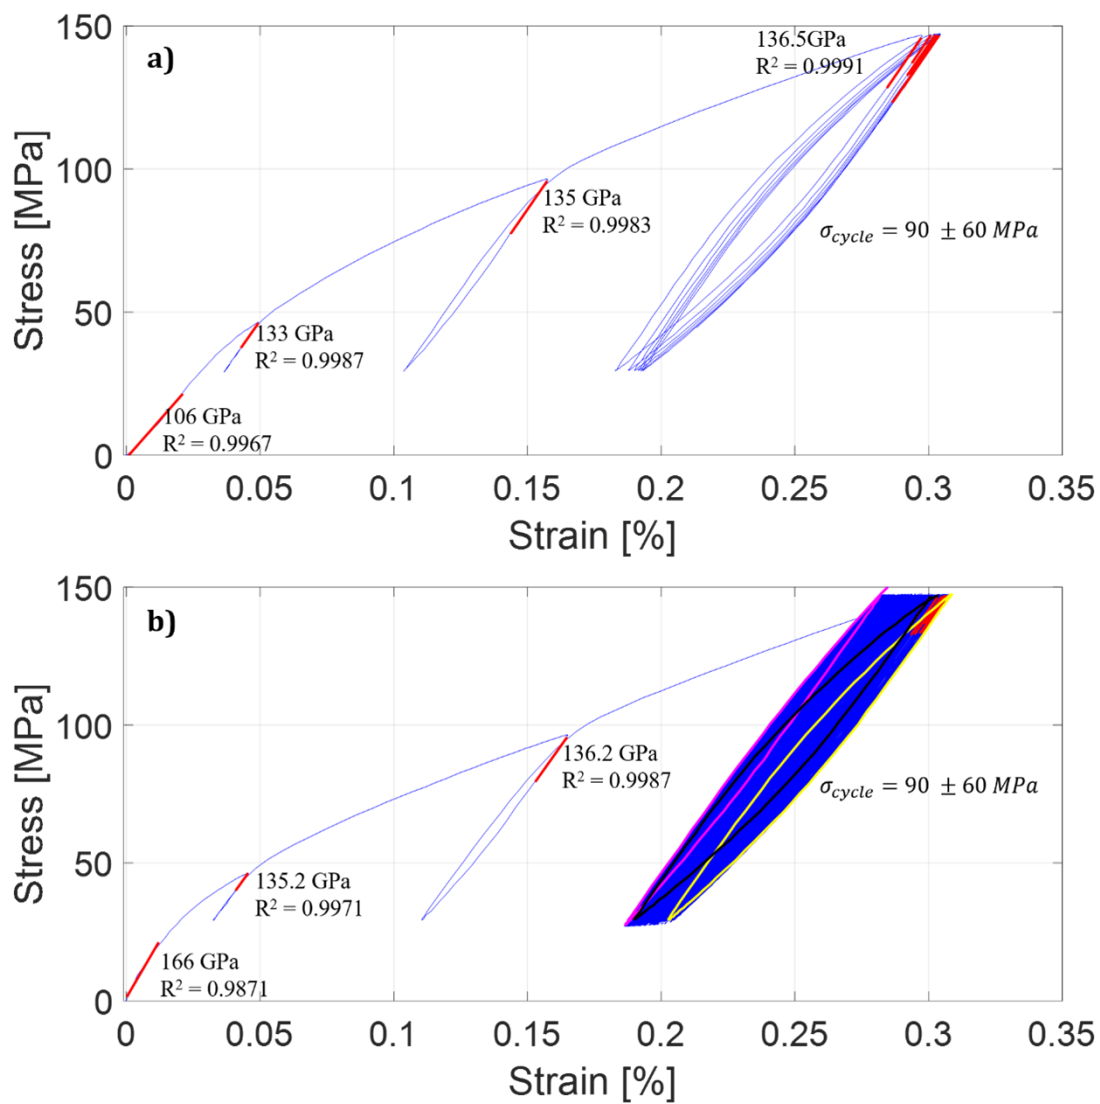 a)
150
100
50
0
Stress [MPa]
136.5GPa
R² = 0.9991
135 GPa
R² = 0.9983
σcycle = 90 ±60 MPa
133 GPa
R² = 0.9987
106 GPa
R² = 0.9967
0 0.05 0.1 0.15 0.2 0.25 0.3 0.35
Strain [%]
b)
150
100
50
0
Stress [MPa]
136.2 GPa
R² = 0.9987
σcycle = 90 ±60 MPa
135.2 GPa
R² = 0.9971
166 GPa
R² = 0.9871
0 0.05 0.1 0.15 0.2 0.25 0.3 0.35
Strain [%]